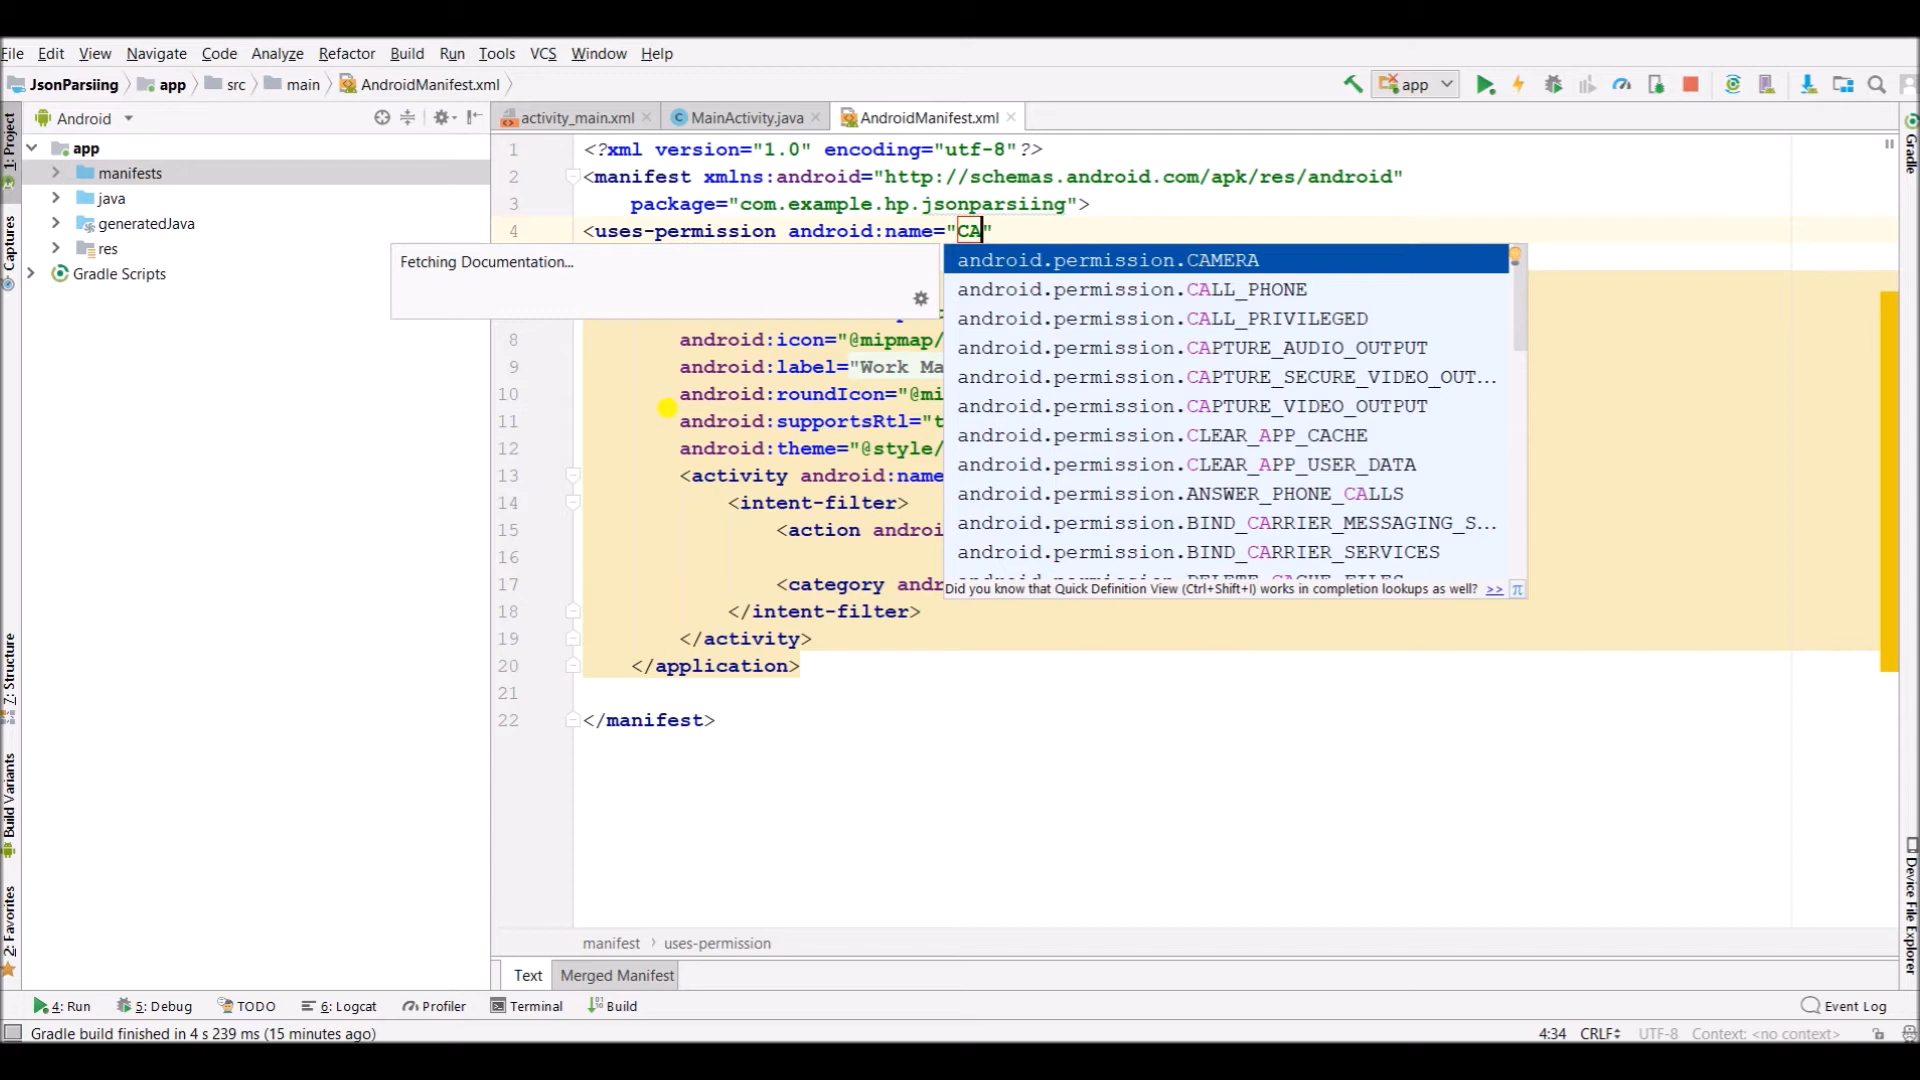 File Edit View Navigate Code Analyze Refactor Build Run Tools VCS Window Help
JsonParsiing app src main AndroidManifest.xml app
Android
activity_main.xml MainActivity.java AndroidManifest.xml
1: Project
Captures
7: Structure
Build Variants
2: Favorites
Gradle
Device File Explorer
app
manifests
java
generatedJava
res
Gradle Scripts
1 <?xml version="1.0" encoding="utf-8"?>
2 <manifest xmlns:android="http://schemas.android.com/apk/res/android"
3 package="com.example.hp.jsonparsiing">
4 <uses-permission android:name="CA"
Fetching Documentation...
android.permission.CAMERA
android.permission.CALL_PHONE
android.permission.CALL_PRIVILEGED
android.permission.CAPTURE_AUDIO_OUTPUT
android.permission.CAPTURE_SECURE_VIDEO_OUT...
android.permission.CAPTURE_VIDEO_OUTPUT
android.permission.CLEAR_APP_CACHE
android.permission.CLEAR_APP_USER_DATA
android.permission.ANSWER_PHONE_CALLS
android.permission.BIND_CARRIER_MESSAGING_S...
android.permission.BIND_CARRIER_SERVICES
Did you know that Quick Definition View (Ctrl+Shift+I) works in completion lookups as well? >> π
8 android:icon="@mipmap/
9 android:label="Work Ma
10 android:roundIcon="@mi
11 android:supportsRtl="t
12 android:theme="@style/
13 <activity android:name
14 <intent-filter>
15 <action androi
16
17 <category andr
18 </intent-filter>
19 </activity>
20 </application>
21
22 </manifest>
manifest › uses-permission
Text Merged Manifest
4: Run 5: Debug TODO 6: Logcat Profiler Terminal Build Event Log
Gradle build finished in 4 s 239 ms (15 minutes ago) 4:34 CRLF UTF-8 Context: <no context>